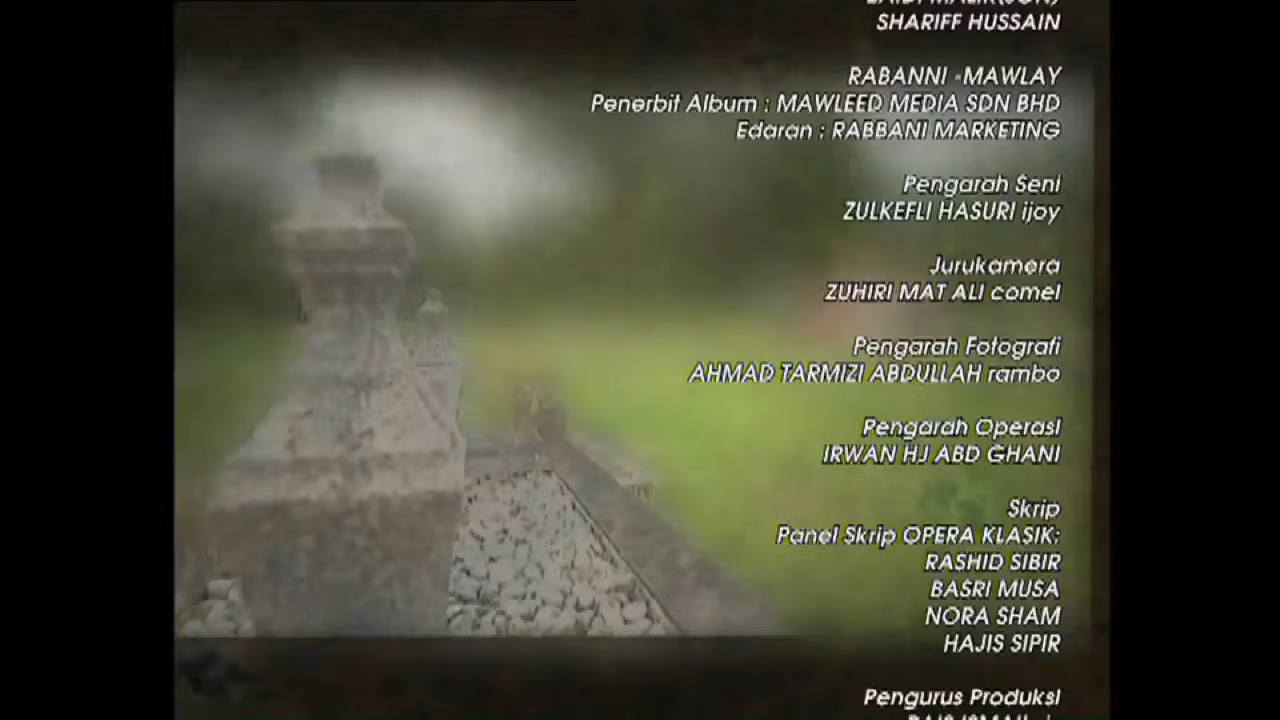 SHARIFF HUSSAIN
RABANNI -MAWLAY
Penerbit Album : MAWLEED MEDIA SDN BHD
Edaran : RABBANI MARKETING
Pengarah Seni
ZULKEFLI HASURI ijoy
Jurukamera
ZUHIRI MAT ALI comel
Pengarah Fotografi
AHMAD TARMIZI ABDULLAH rambo
Pengarah Operasi
IRWAN HJ ABD GHANI
Skrip
Panel Skrip OPERA KLASIK:
RASHID SIBIR
BASRI MUSA
NORA SHAM
HAJIS SIPIR
Pengurus Produksi